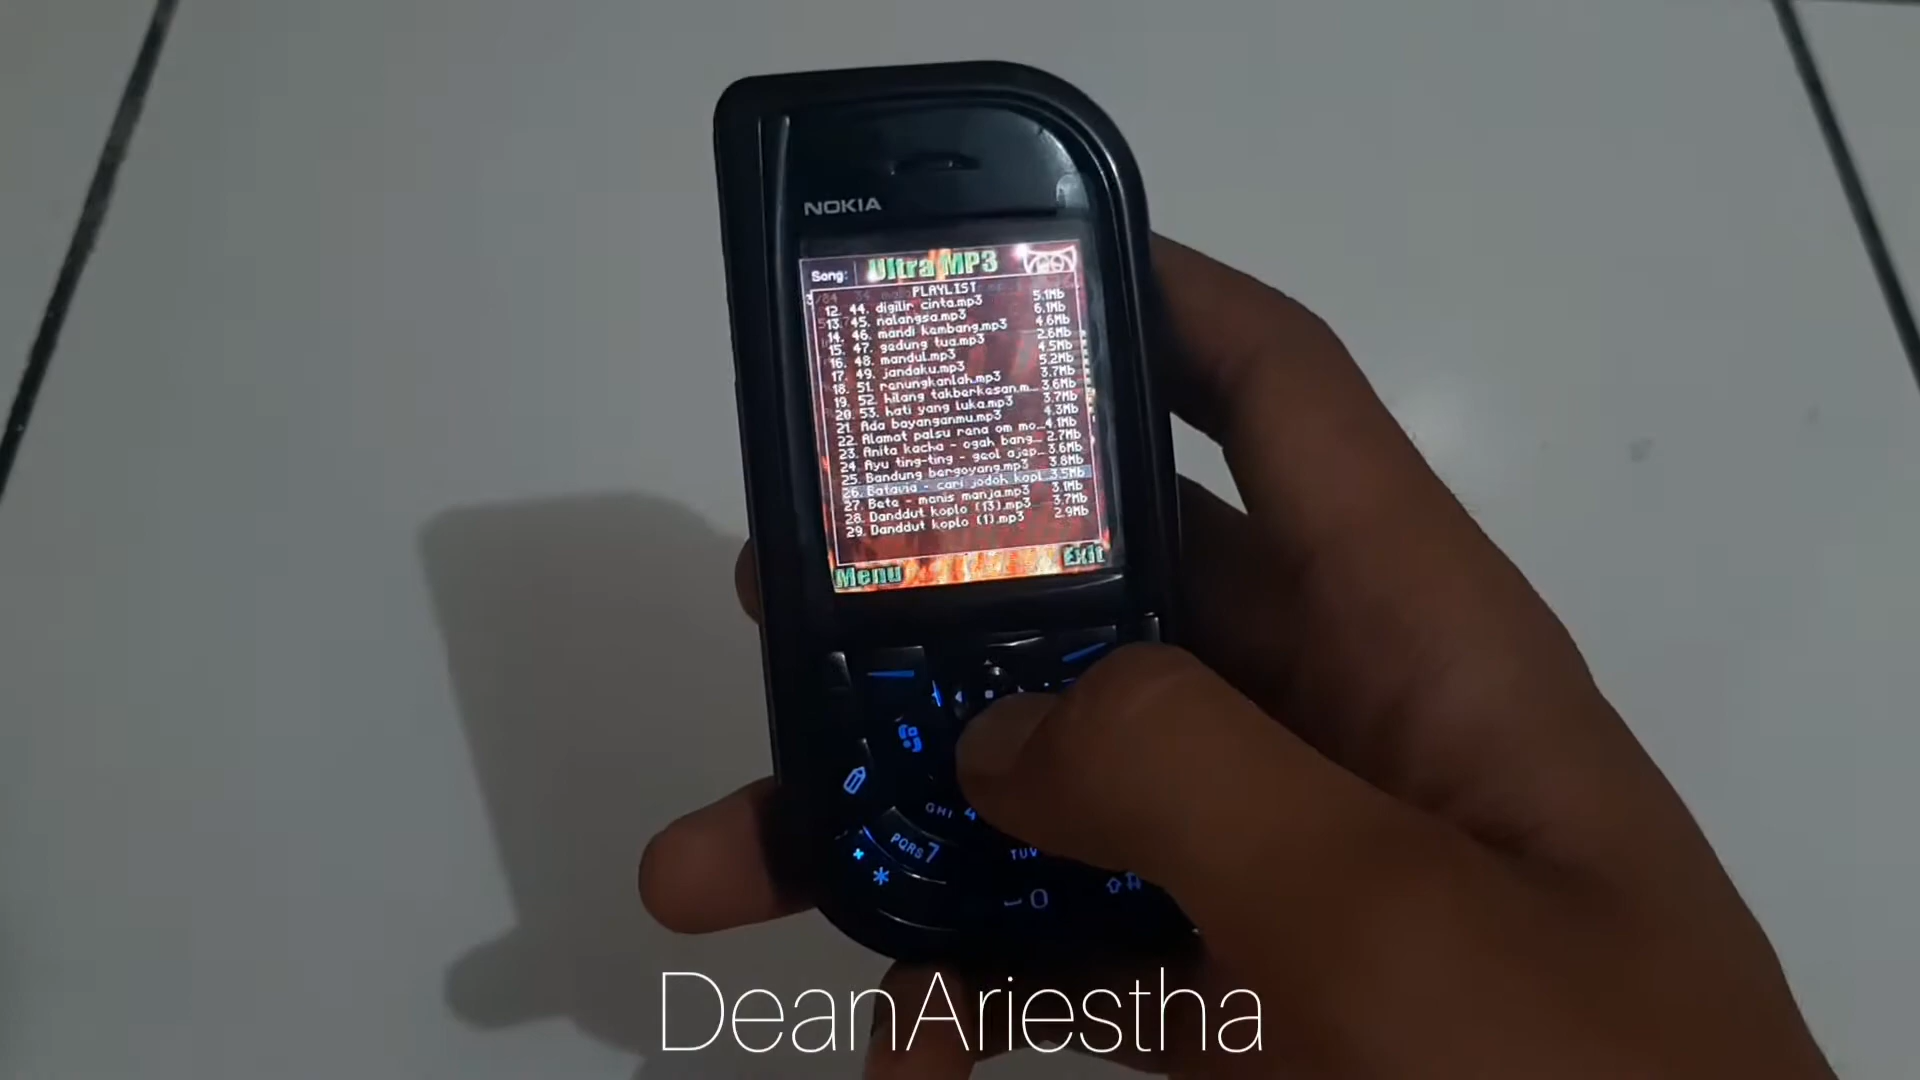 NOKIA
Song: Ultra MP3
3/84
PLAYLIST
12. 44. digilir cinta.mp3 5.1Mb
13. 45. nalangsa.mp3 6.1Mb
14. 46. mandi kembang.mp3 4.6Mb
15. 47. gedung tua.mp3 2.6Mb
16. 48. mandul.mp3 4.5Mb
17. 49. jandaku.mp3 5.2Mb
18. 51. renungkanlah.mp3 3.7Mb
19. 52. hilang takberkesan.m... 3.6Mb
20. 53. hati yang luka.mp3 3.7Mb
21. Ada bayanganmu.mp3 4.3Mb
22. Alamat palsu rena om mo... 4.1Mb
23. Anita kacha - ogah bang... 2.7Mb
24. Ayu ting-ting - geol ajep... 3.6Mb
25. Bandung bergoyang.mp3 3.8Mb
26. Batavia - cari jodoh kopl... 3.5Mb
27. Bete - manis manja.mp3 3.1Mb
28. Danddut koplo (13).mp3 3.7Mb
29. Danddut koplo (1).mp3 2.9Mb
Menu Exit
GHI 4
PQRS 7 TUV
* 0 #
DeanAriestha